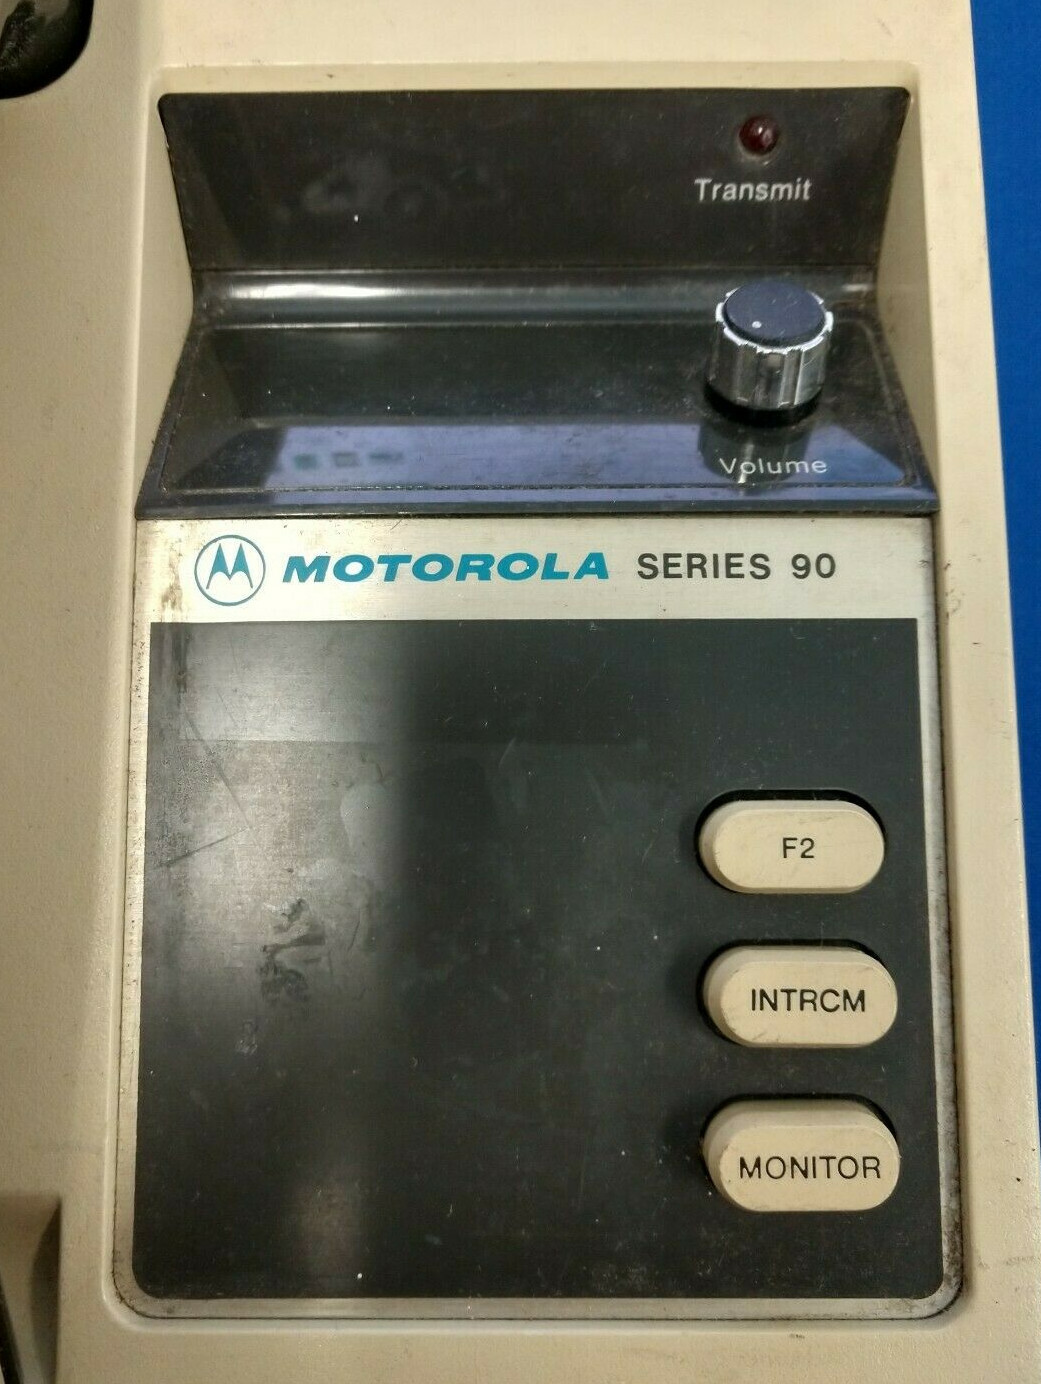 Transmit
Volume
MOTOROLA SERIES 90
F2
INTRCM
MONITOR